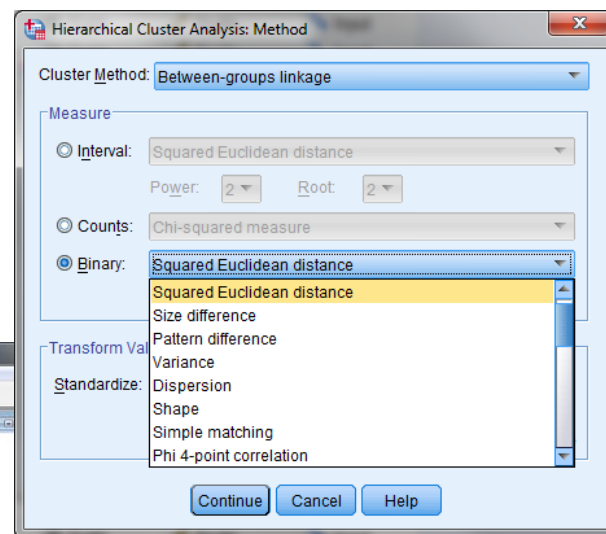 Hierarchical Cluster Analysis: Method
Cluster Method: Between-groups linkage
Measure
Interval: Squared Euclidean distance
Power: 2 Root: 2
Counts: Chi-squared measure
Binary: Squared Euclidean distance
Squared Euclidean distance
Size difference
Pattern difference
Transform Val
Variance
Standardize: Dispersion
Shape
Simple matching
Phi 4-point correlation
Continue Cancel Help